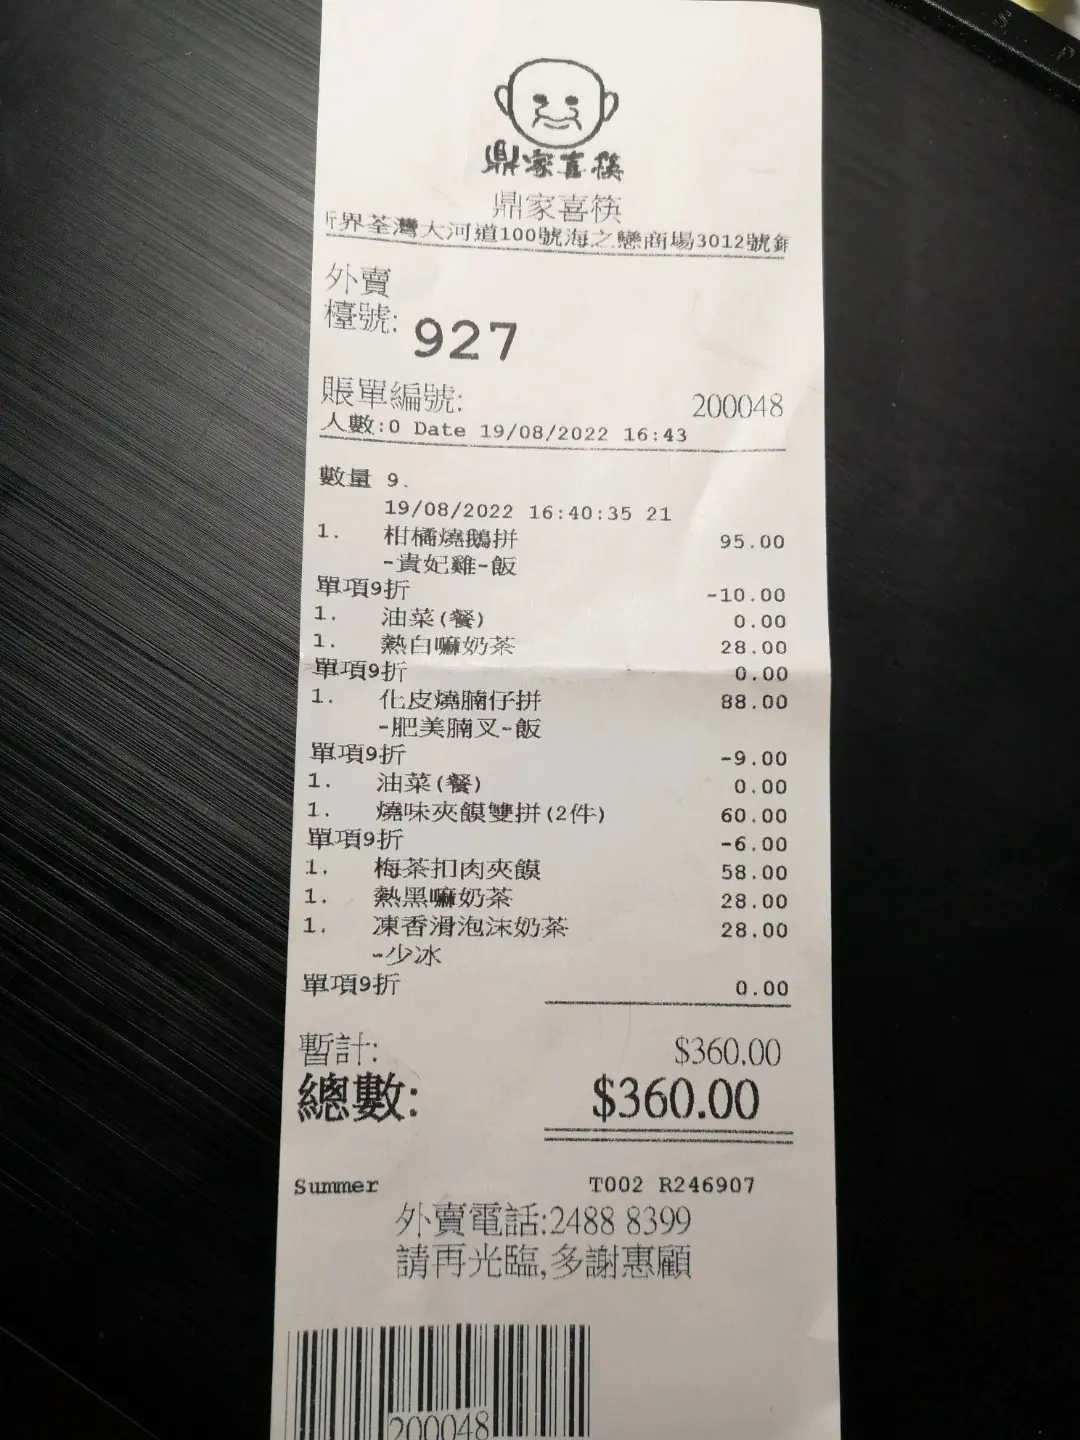 鼎家喜筷
鼎家喜筷
界荃灣大河道100號海之戀商場3012號
外賣
檯號: 927
賬單編號: 200048
人數:0 Date 19/08/2022 16:43
數量 9.
19/08/2022 16:40:35 21
1. 柑橘燒鵝拼 95.00
-貴妃雞-飯
單項9折 -10.00
1. 油菜(餐) 0.00
1. 熱白嘛奶茶 28.00
單項9折 0.00
1. 化皮燒腩仔拼 88.00
-肥美腩叉-飯
單項9折 -9.00
1. 油菜(餐) 0.00
1. 燒味夾饃雙拼(2件) 60.00
單項9折 -6.00
1. 梅茶扣肉夾饃 58.00
1. 熱黑嘛奶茶 28.00
1. 凍香滑泡沫奶茶 28.00
-少冰
單項9折 0.00
暫計: $360.00
總數: $360.00
Summer T002 R246907
外賣電話:2488 8399
請再光臨,多謝惠顧
200048